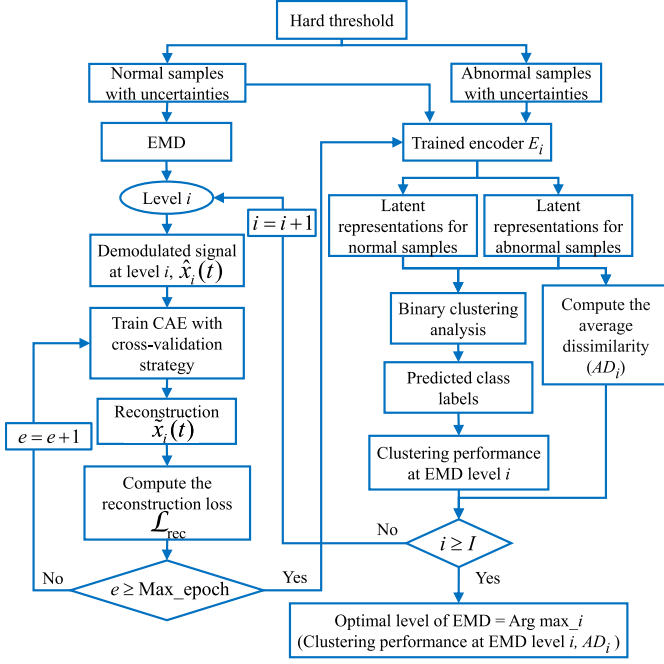 Hard threshold
Normal samples
with uncertainties
Abnormal samples
with uncertainties
EMD
Trained encoder E_i
Level i
i = i+1
Latent
representations for
normal samples
Latent
representations for
abnormal samples
Demodulated signal
at level i, x̂_i(t)
Binary clustering
analysis
Compute the
average
dissimilarity
(AD_i)
Train CAE with
cross-validation
strategy
Predicted class
labels
Reconstruction
x̃_i(t)
e = e+1
Clustering performance
at EMD level i
Compute the
reconstruction loss
ℒ_rec
No
i ≥ I
No
e ≥ Max_epoch
Yes
Yes
Optimal level of EMD = Arg max_i
(Clustering performance at EMD level i, AD_i )